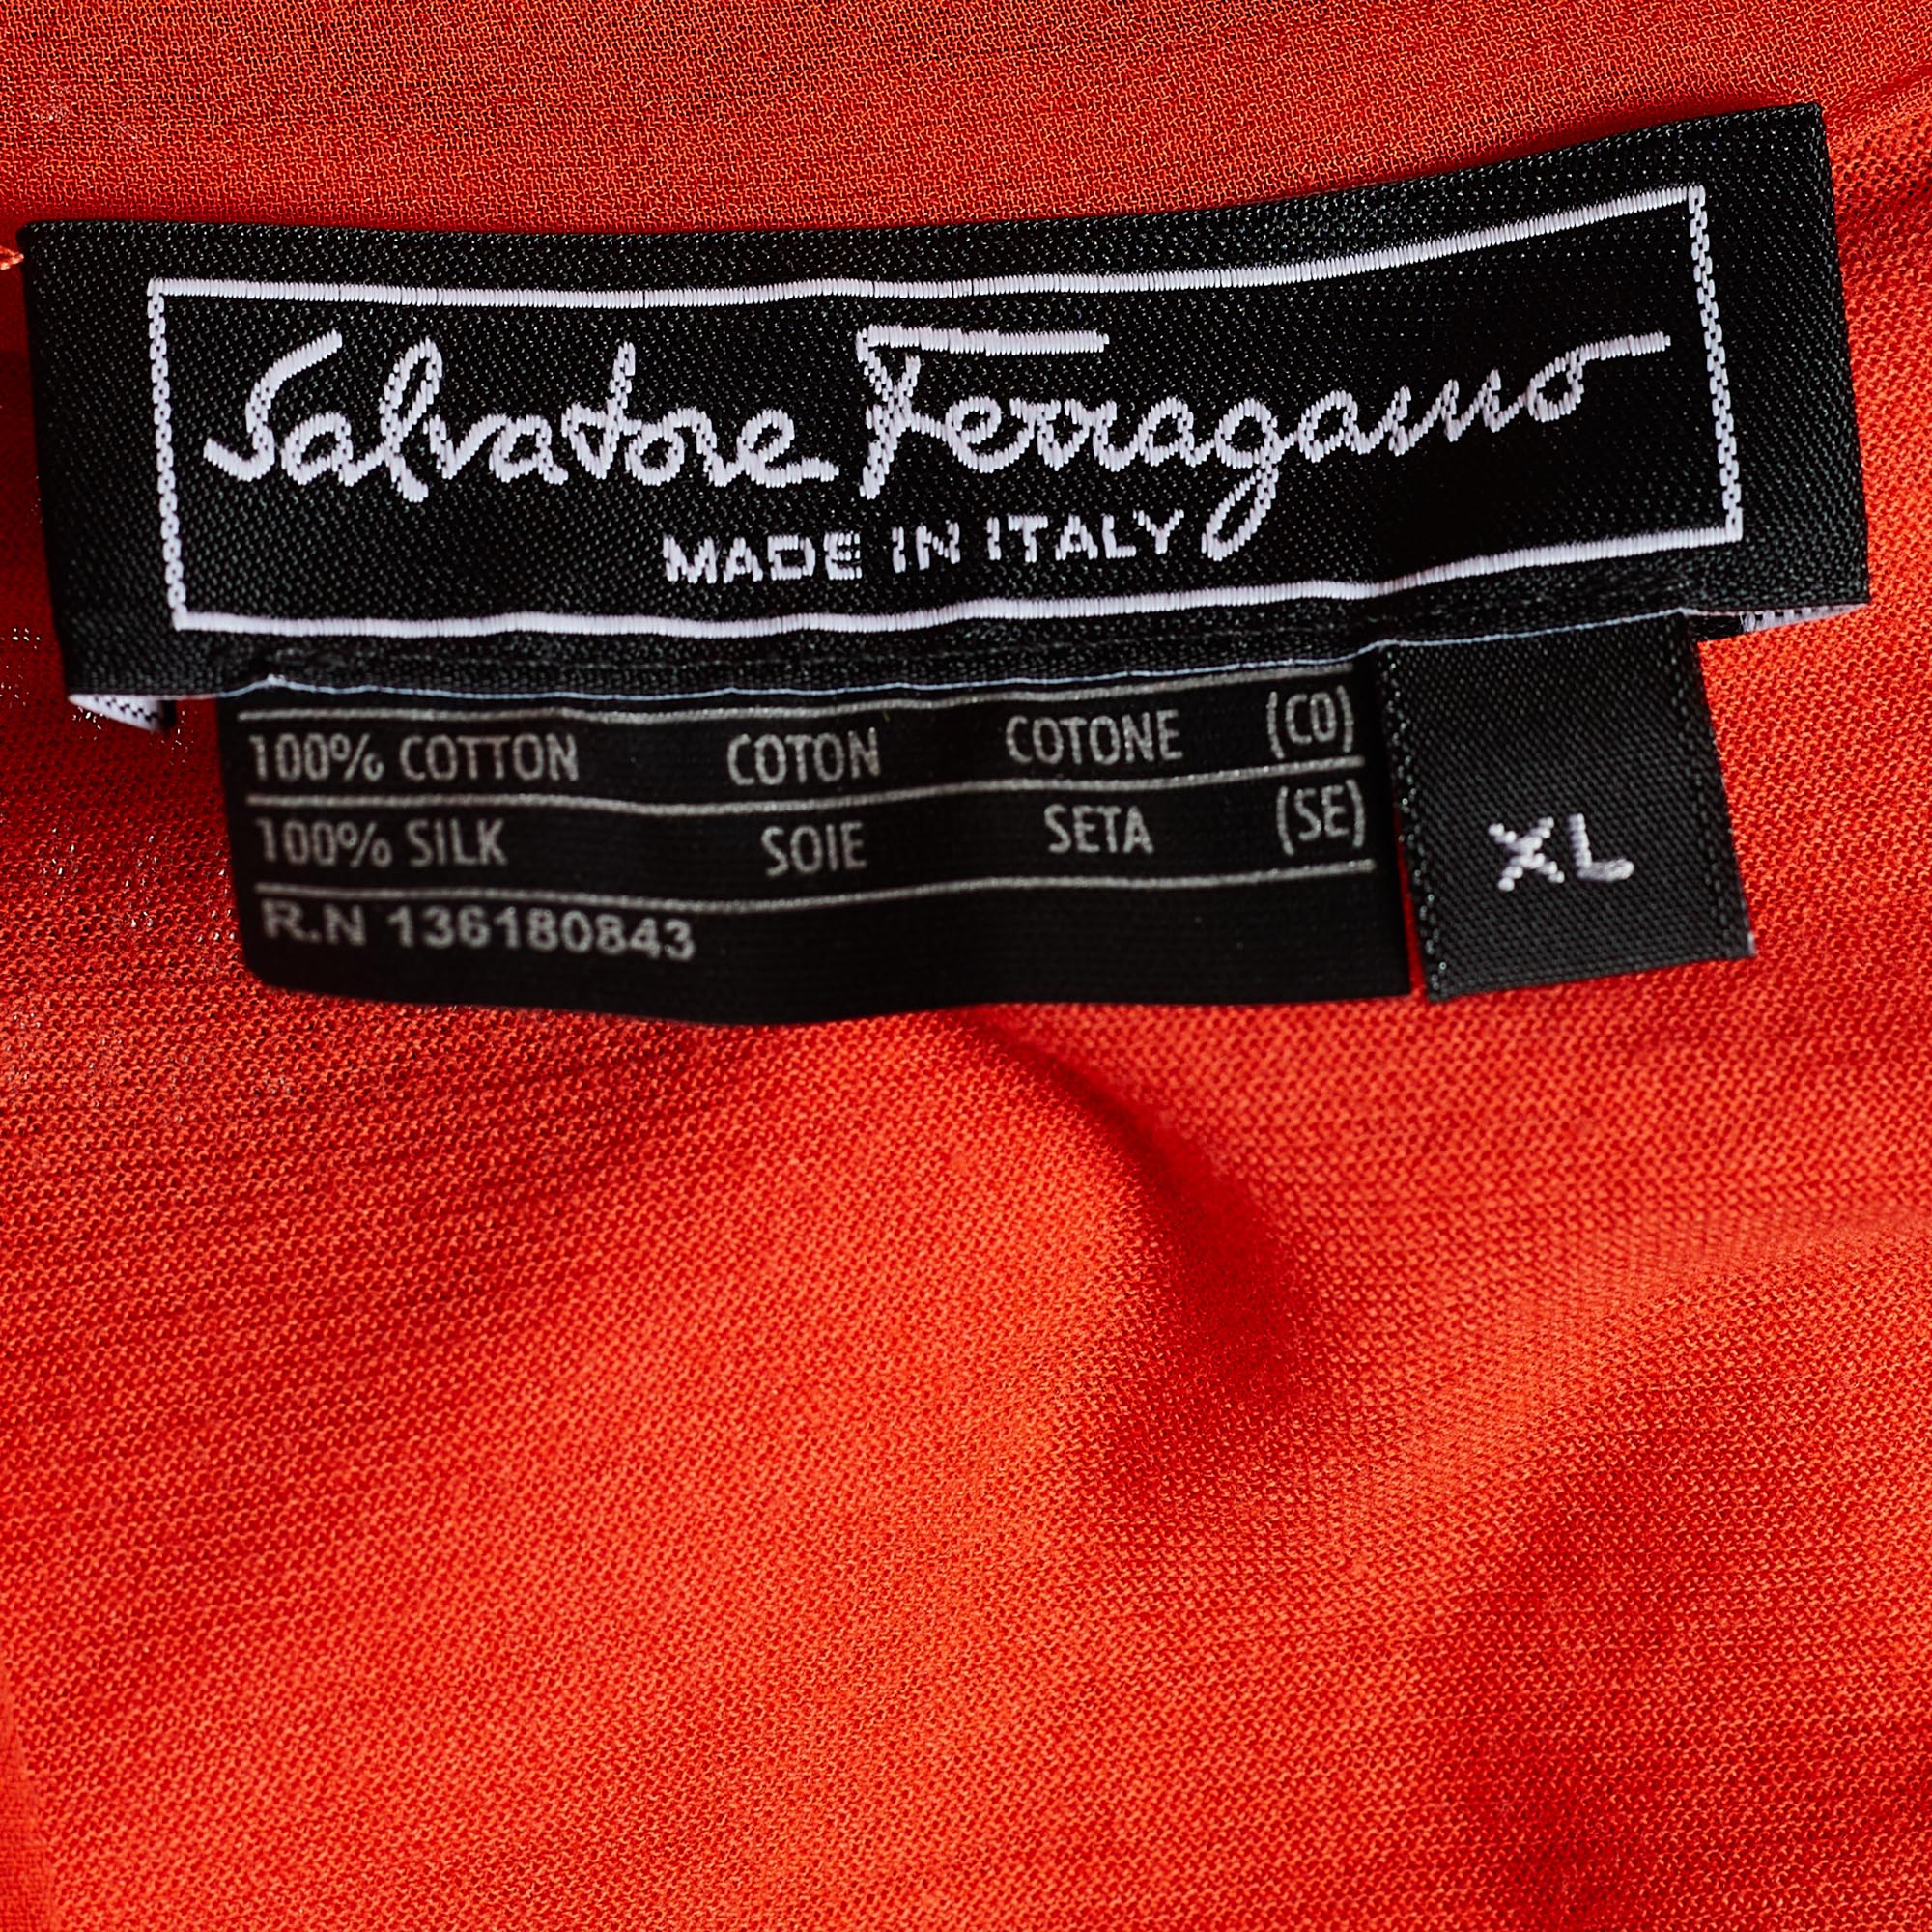 Salvatore Ferragamo
MADE IN ITALY
100% COTTON COTON COTONE (CO)
100% SILK SOIE SETA (SE)
R.N 136180843
XL